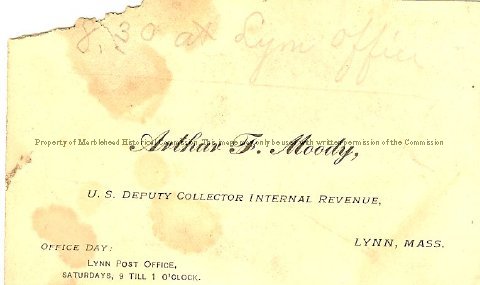 8,30 at Lynn office
Property of Marblehead Historical Commission. This image may only be used with written permission of the Commission
Arthur F. Moody,
U. S. DEPUTY COLLECTOR INTERNAL REVENUE,
LYNN, MASS.
OFFICE DAY:
LYNN POST OFFICE,
SATURDAYS, 9 TILL 1 O'CLOCK.